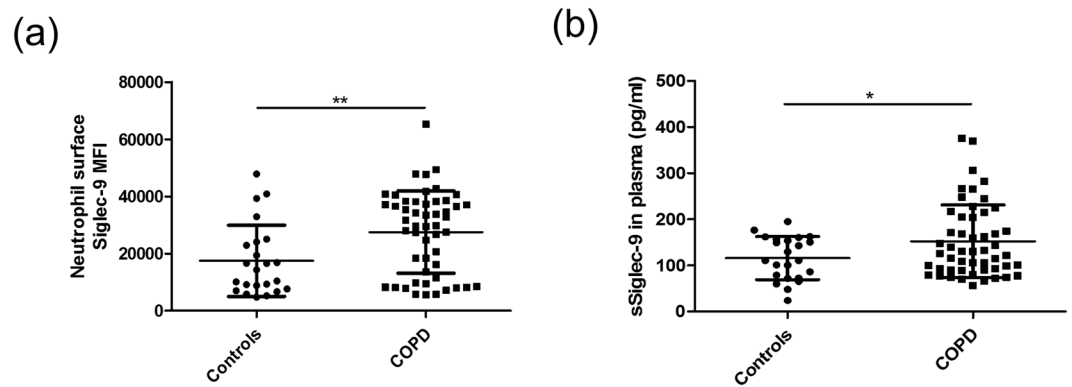 (a)
Neutrophil surface
Siglec-9 MFI
80000
60000
40000
20000
0
**
Controls
COPD
(b)
sSiglec-9 in plasma (pg/ml)
500
400
300
200
100
0
*
Controls
COPD